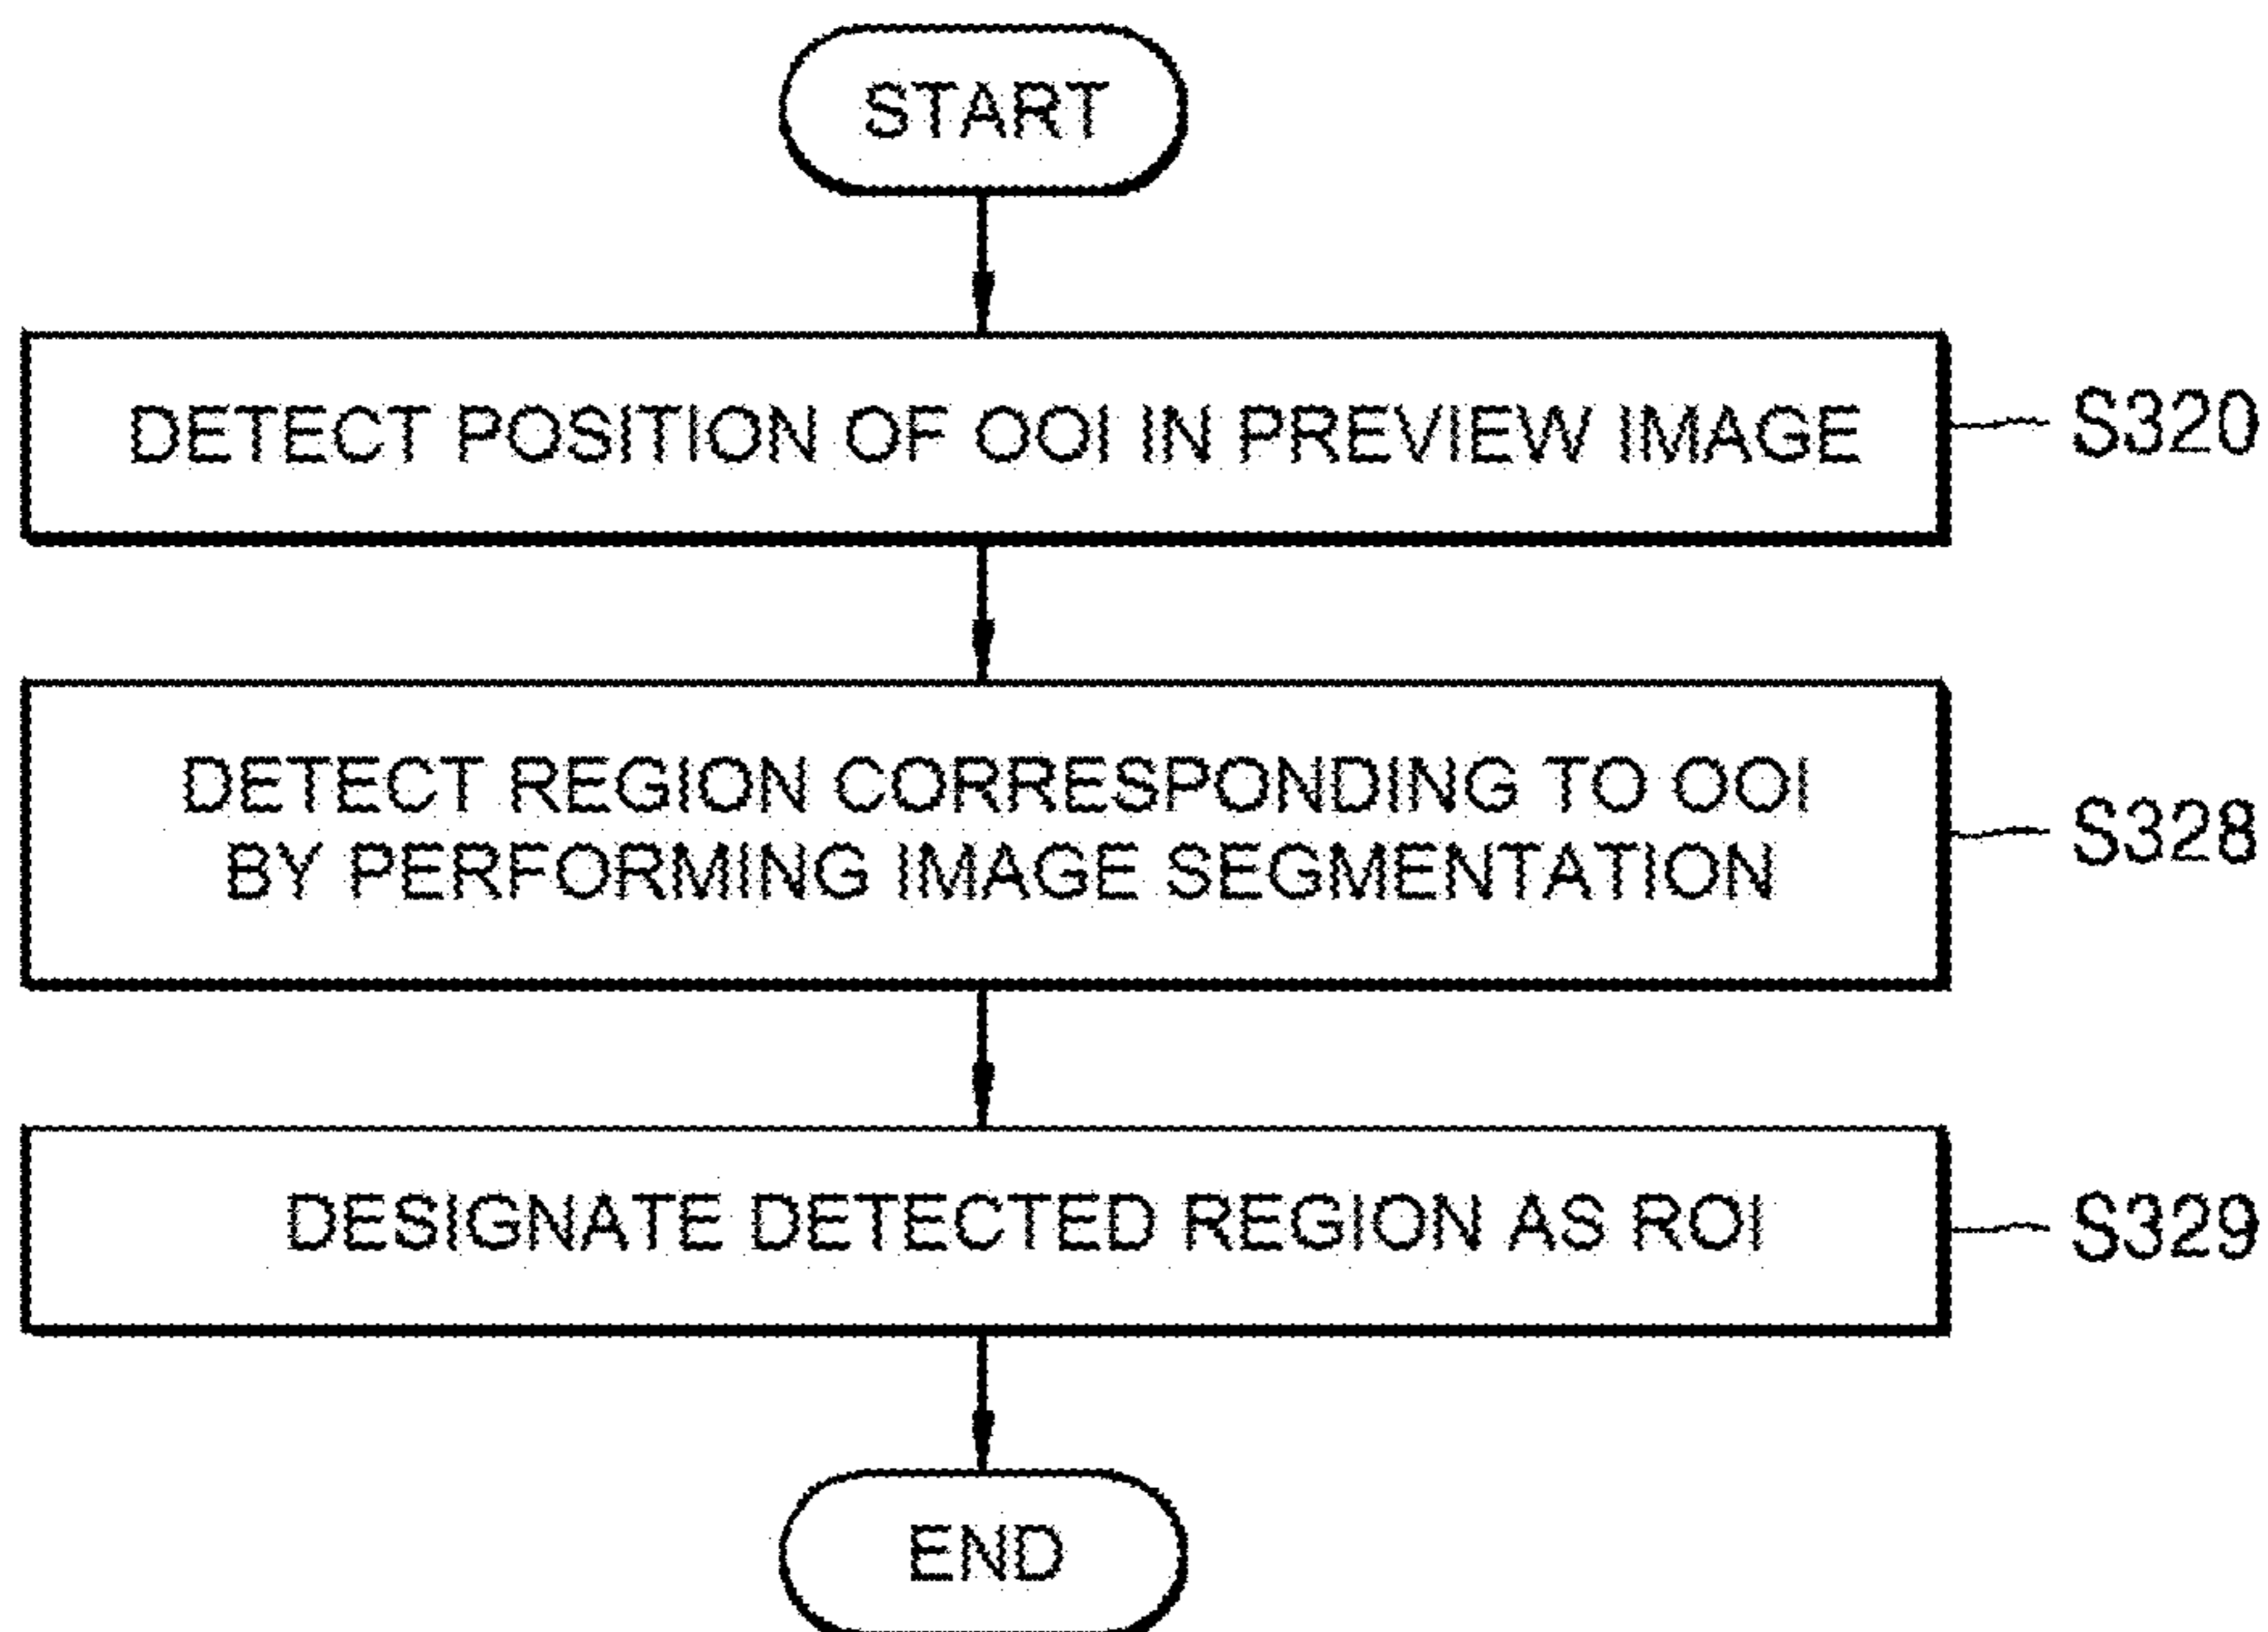 START
DETECT POSITION OF OOI IN PREVIEW IMAGE
S320
DETECT REGION CORRESPONDING TO OOI
BY PERFORMING IMAGE SEGMENTATION
S328
DESIGNATE DETECTED REGION AS ROI
S329
END